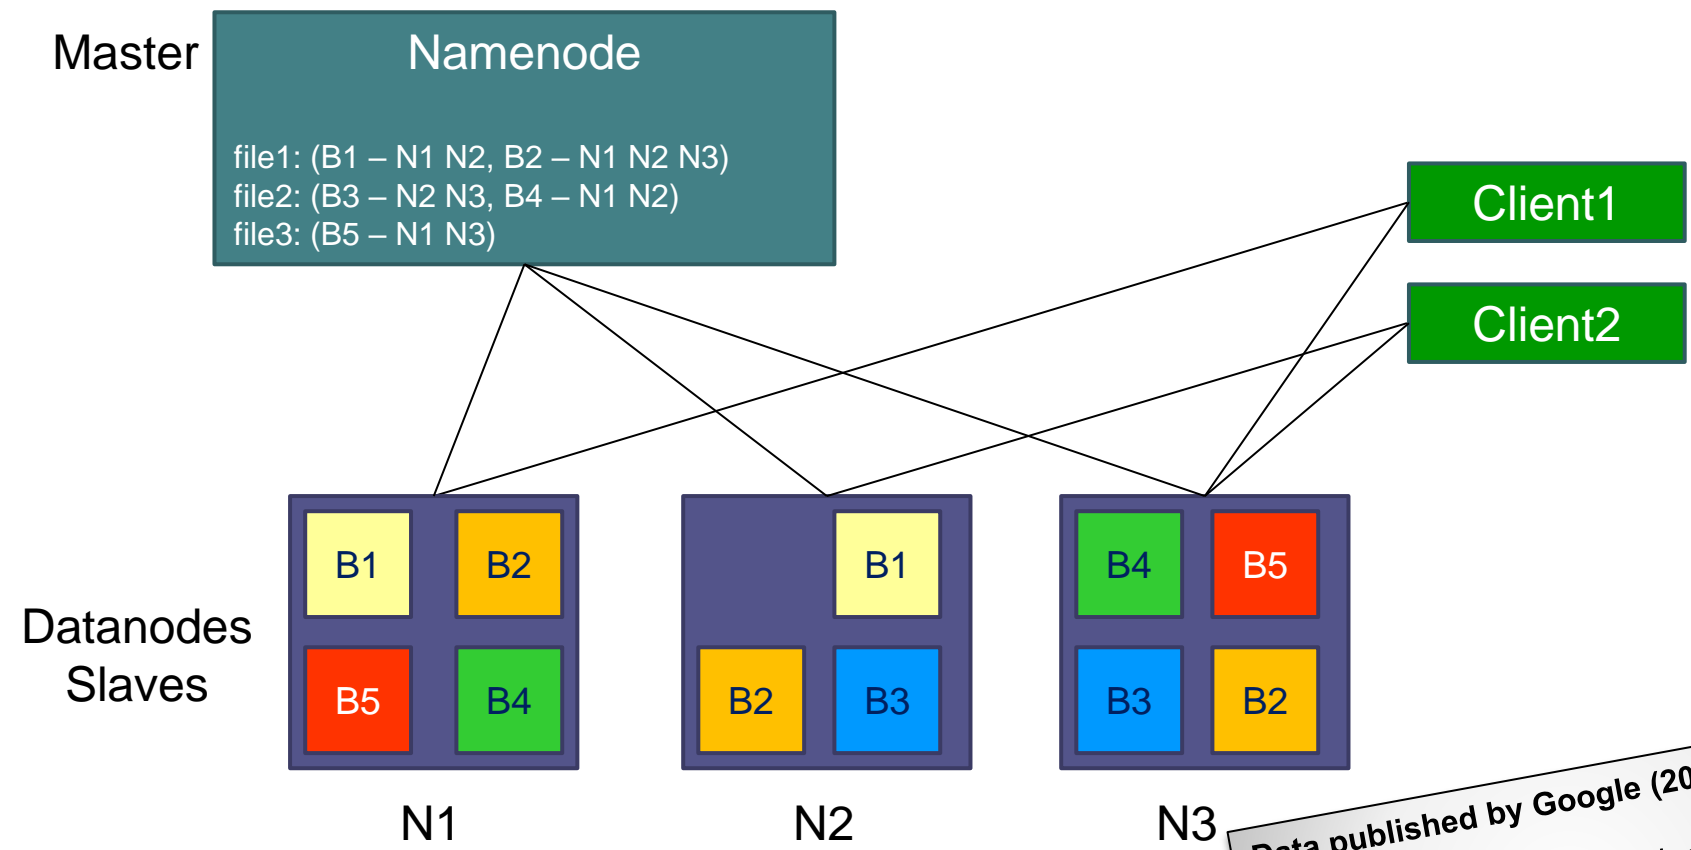 Master
Namenode
file1: (B1 – N1 N2, B2 – N1 N2 N3)
file2: (B3 – N2 N3, B4 – N1 N2)
file3: (B5 – N1 N3)
Client1
Client2
Datanodes
Slaves
B1 B2
B5 B4
B1
B2 B3
B4 B5
B3 B2
N1
N2
N3
Data published by Google (20